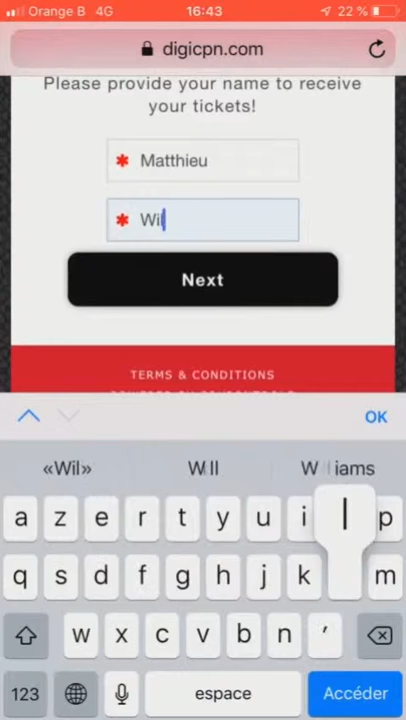 Orange B 4G 16:43 22 %
digicpn.com
Please provide your name to receive
your tickets!
* Matthieu
* Wil
Next
TERMS & CONDITIONS
OK
«Wil» Will Williams
a z e r t y u i l p
q s d f g h j k m
w x c v b n ’
123 espace Accéder